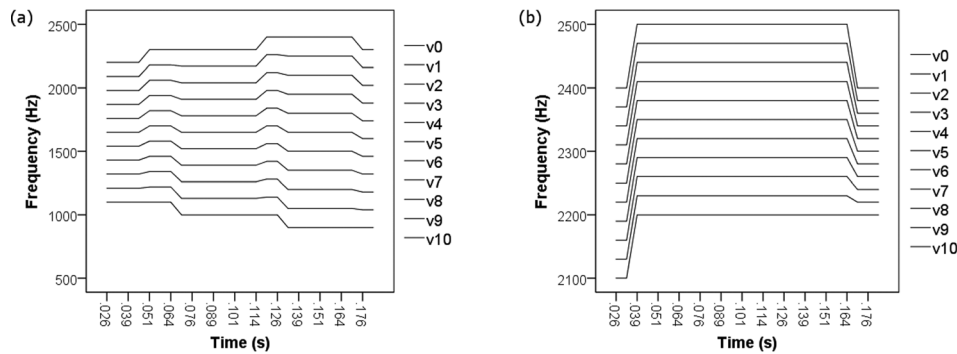 (a)
Frequency (Hz)
2500
2000
1500
1000
500
.026
.039
.051
.064
.076
.089
.101
.114
.126
.139
.151
.164
.176
Time (s)
v0
v1
v2
v3
v4
v5
v6
v7
v8
v9
v10
(b)
Frequency (Hz)
2500
2400
2300
2200
2100
.026
.039
.051
.064
.076
.089
.101
.114
.126
.139
.151
.164
.176
Time (s)
v0
v1
v2
v3
v4
v5
v6
v7
v8
v9
v10